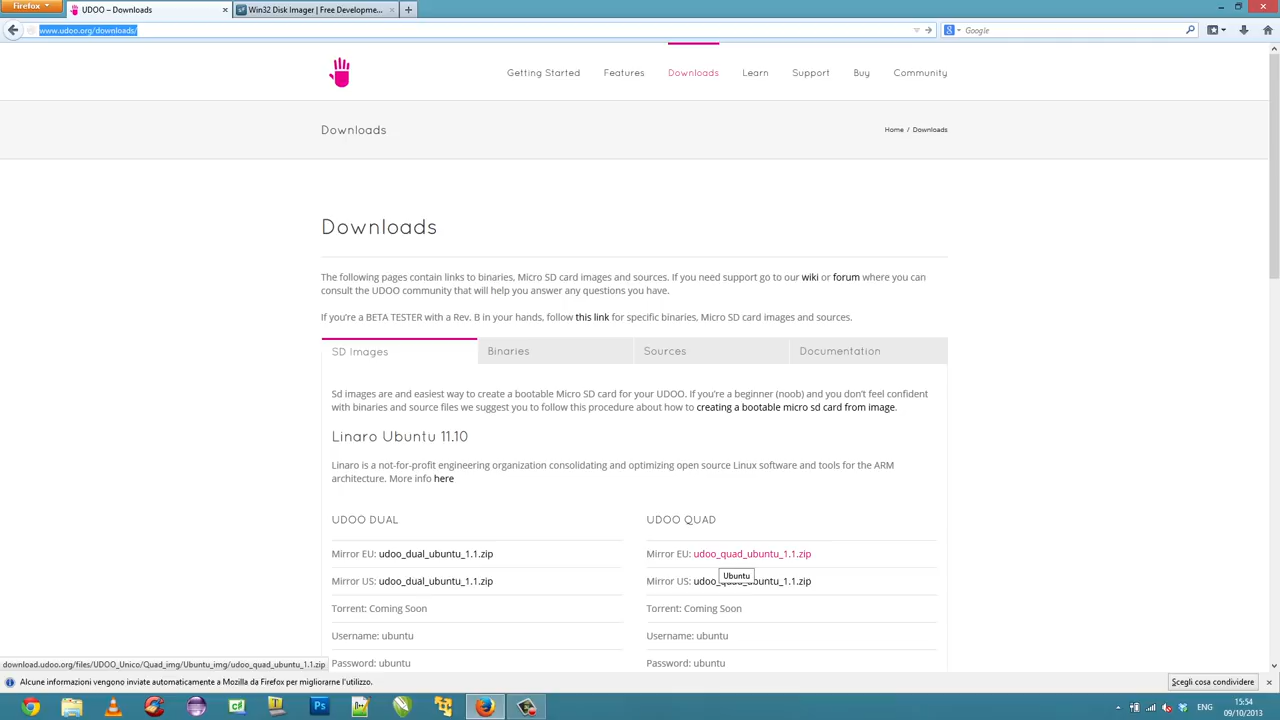 Firefox
UDOO – Downloads
Win32 Disk Imager | Free Developme...
www.udoo.org/downloads/
Google
Getting Started
Features
Downloads
Learn
Support
Buy
Community
Downloads
Home / Downloads
Downloads
The following pages contain links to binaries, Micro SD card images and sources. If you need support go to our wiki or forum where you can
consult the UDOO community that will help you answer any questions you have.
If you're a BETA TESTER with a Rev. B in your hands, follow this link for specific binaries, Micro SD card images and sources.
SD Images
Binaries
Sources
Documentation
Sd images are and easiest way to create a bootable Micro SD card for your UDOO. If you're a beginner (noob) and you don't feel confident
with binaries and source files we suggest you to follow this procedure about how to creating a bootable micro sd card from image.
Linaro Ubuntu 11.10
Linaro is a not-for-profit engineering organization consolidating and optimizing open source Linux software and tools for the ARM
architecture. More info here
UDOO DUAL
Mirror EU: udoo_dual_ubuntu_1.1.zip
Mirror US: udoo_dual_ubuntu_1.1.zip
Torrent: Coming Soon
Username: ubuntu
Password: ubuntu
UDOO QUAD
Mirror EU: udoo_quad_ubuntu_1.1.zip
Ubuntu
Mirror US: udoo_quad_ubuntu_1.1.zip
Torrent: Coming Soon
Username: ubuntu
Password: ubuntu
download.udoo.org/files/UDOO_Unico/Quad_img/Ubuntu_img/udoo_quad_ubuntu_1.1.zip
Alcune informazioni vengono inviate automaticamente a Mozilla da Firefox per migliorarne l'utilizzo.
Scegli cosa condividere
ENG
15:54
09/10/2013